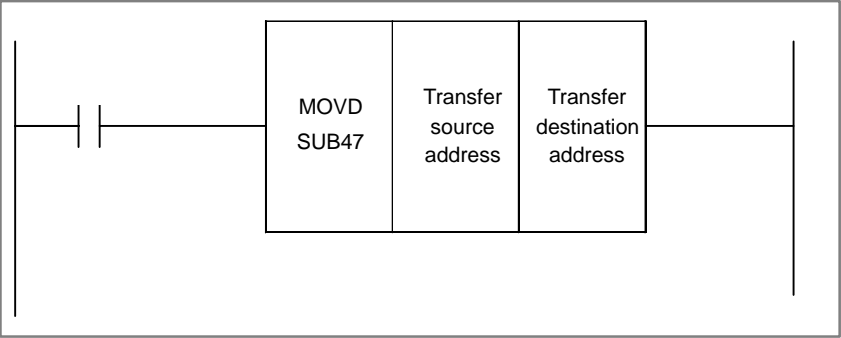 MOVD
SUB47
Transfer
source
address
Transfer
destination
address